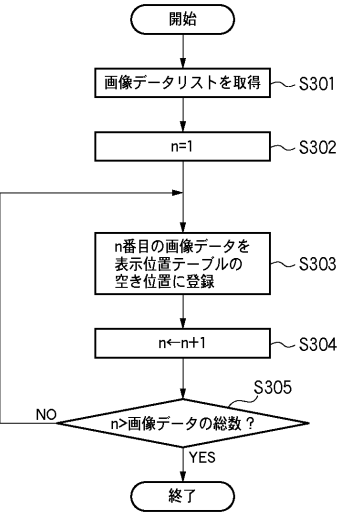 開始
画像データリストを取得
S301
n=1
S302
n番目の画像データを
表示位置テーブルの
空き位置に登録
S303
n←n+1
S304
S305
n>画像データの総数?
NO
YES
終了